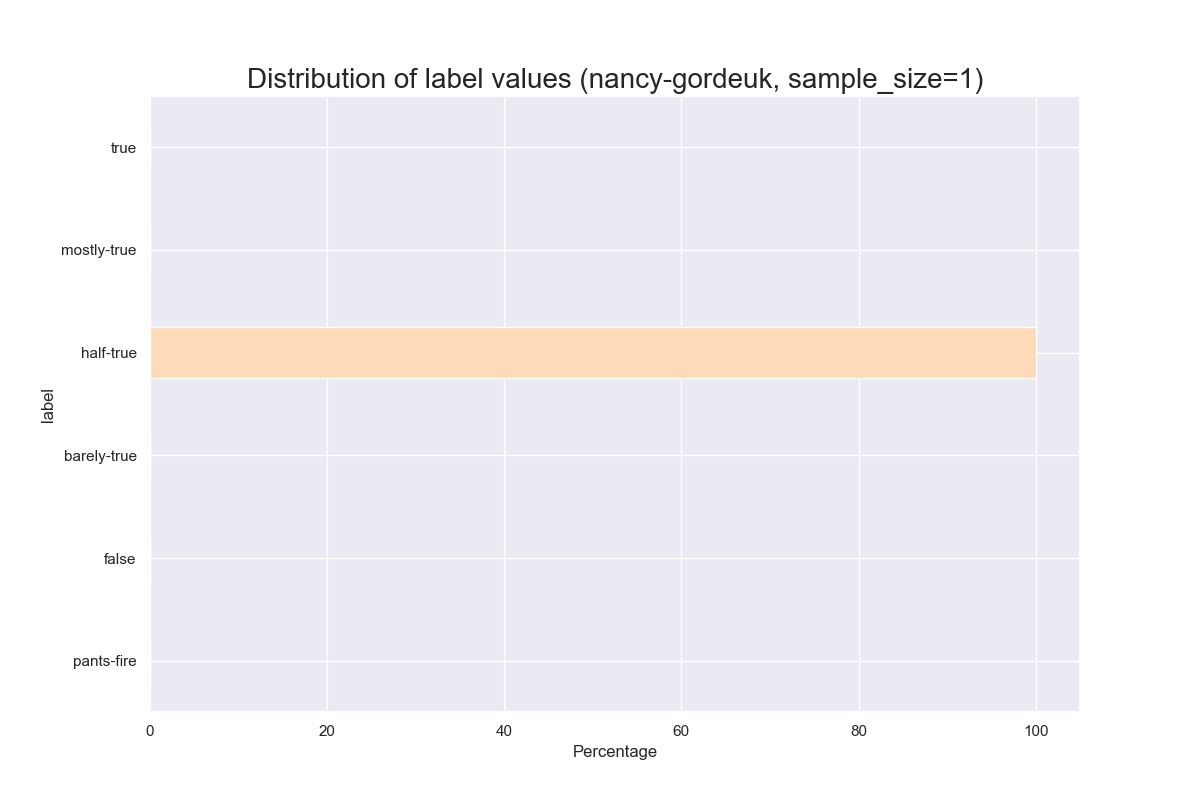 Distribution of label values (nancy-gordeuk, sample_size=1)
true
mostly-true
half-true
barely-true
false
pants-fire
label
0 20 40 60 80 100
Percentage